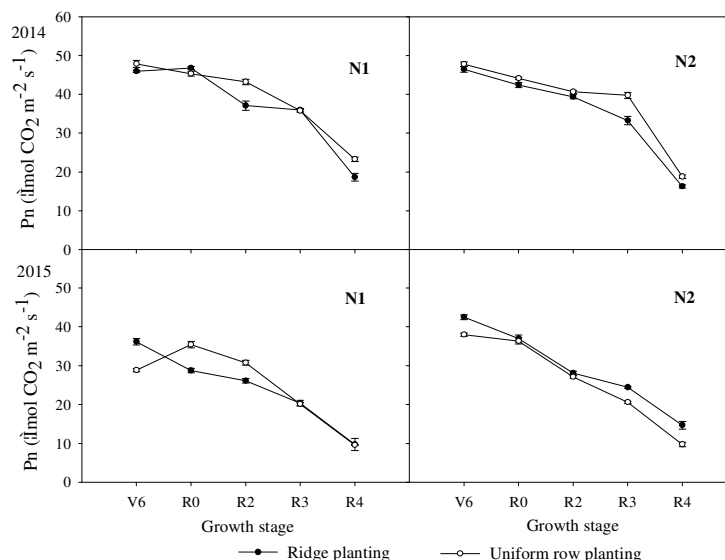 2014
60
50
40
30
20
10
0
Pn (¦Ìmol CO2 m-2 s-1)
N1
N2
2015
50
40
30
20
10
0
Pn (¦Ìmol CO2 m-2 s-1)
N1
N2
V6 R0 R2 R3 R4 V6 R0 R2 R3 R4
Growth stage Growth stage
Ridge planting Uniform row planting